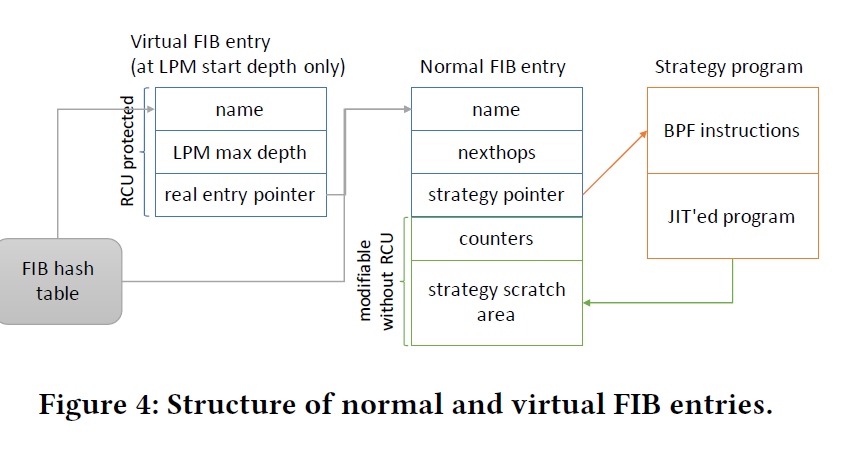 Virtual FIB entry
(at LPM start depth only)
Normal FIB entry
Strategy program
RCU protected
name
LPM max depth
real entry pointer
name
nexthops
strategy pointer
counters
strategy scratch
area
modifiable
without RCU
BPF instructions
JIT'ed program
FIB hash
table
Figure 4: Structure of normal and virtual FIB entries.